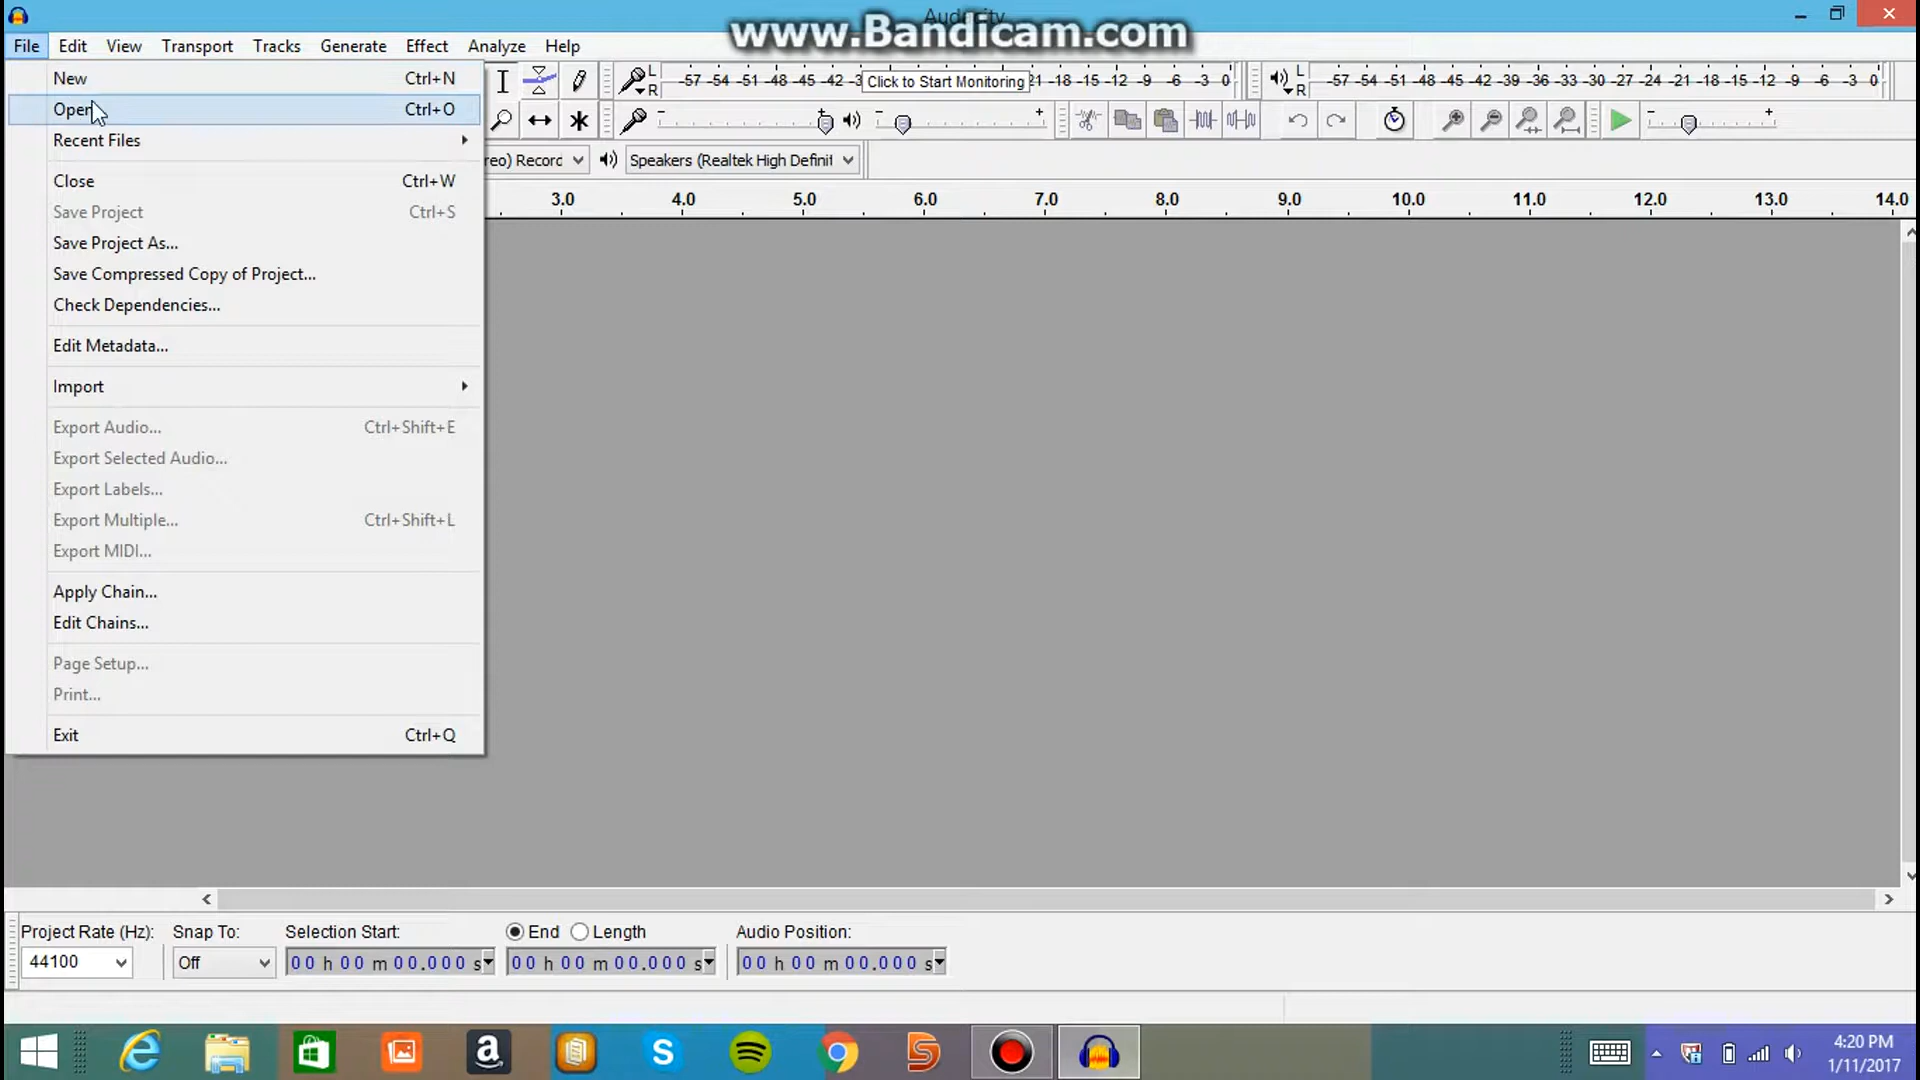 Audacity
www.Bandicam.com
File Edit View Transport Tracks Generate Effect Analyze Help
New Ctrl+N
Open Ctrl+O
Recent Files
Close Ctrl+W
Save Project Ctrl+S
Save Project As...
Save Compressed Copy of Project...
Check Dependencies...
Edit Metadata...
Import
Export Audio... Ctrl+Shift+E
Export Selected Audio...
Export Labels...
Export Multiple... Ctrl+Shift+L
Export MIDI...
Apply Chain...
Edit Chains...
Page Setup...
Print...
Exit Ctrl+Q
L -57 -54 -51 -48 -45 -42 Click to Start Monitoring 21 -18 -15 -12 -9 -6 -3 0 L -57 -54 -51 -48 -45 -42 -39 -36 -33 -30 -27 -24 -21 -18 -15 -12 -9 -6 -3 0
R R
- + - + - +
eo) Recorc Speakers (Realtek High Definit
3.0 4.0 5.0 6.0 7.0 8.0 9.0 10.0 11.0 12.0 13.0 14.0
Project Rate (Hz): Snap To: Selection Start: End Length Audio Position:
44100 Off 00 h 00 m 00.000 s 00 h 00 m 00.000 s 00 h 00 m 00.000 s
4:20 PM
1/11/2017